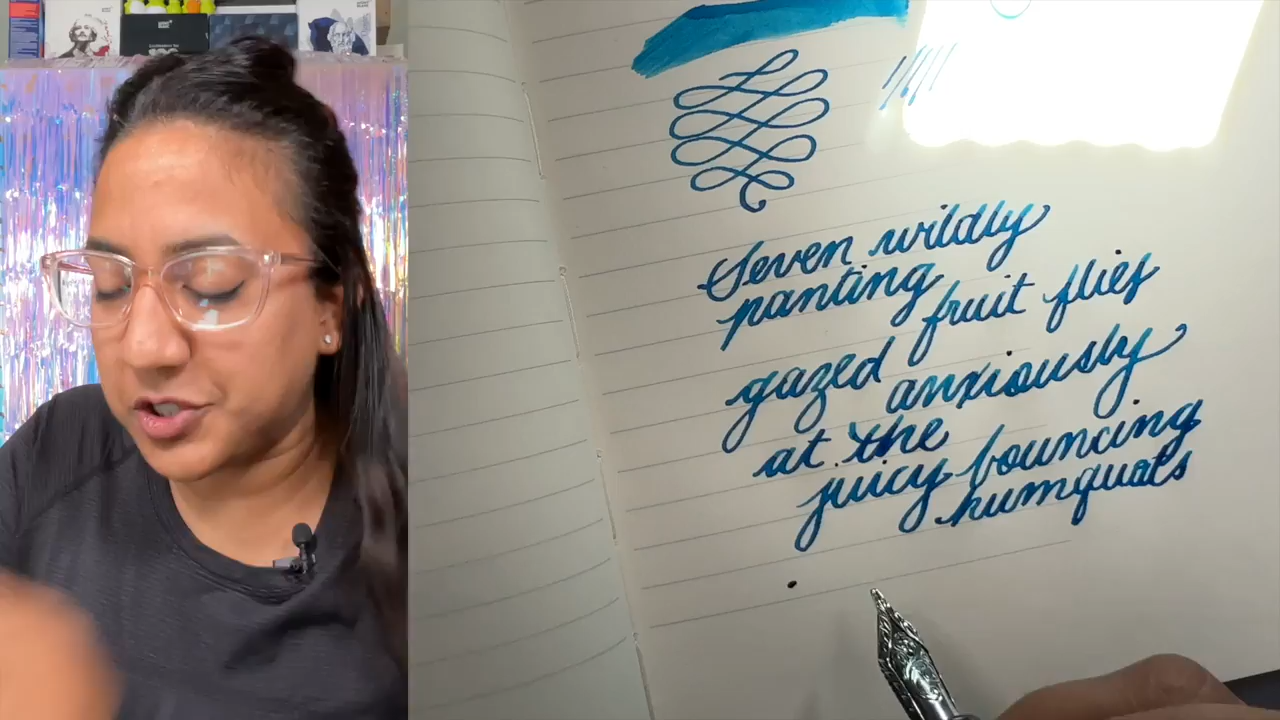 Seven wildly
panting fruit flies
gazed anxiously
at the
juicy bouncing
kumquats